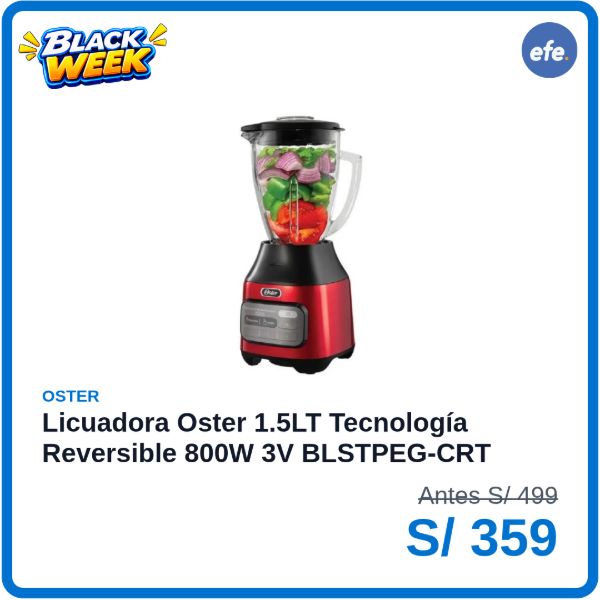 BLACK
WEEK
efe.
Oster
OSTER
Licuadora Oster 1.5LT Tecnología
Reversible 800W 3V BLSTPEG-CRT
Antes S/ 499
S/ 359